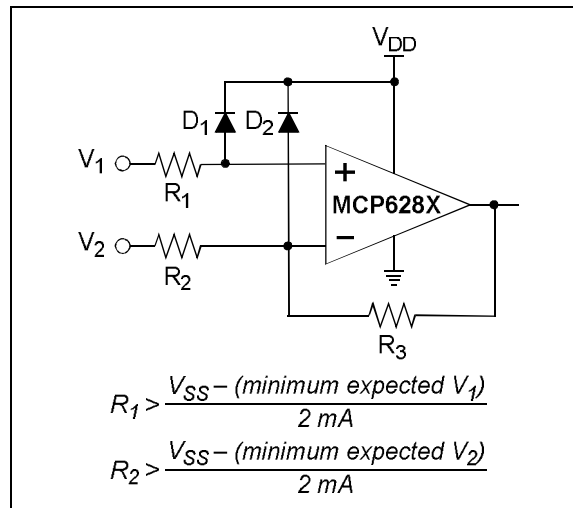 VDD
D1 D2
V1
R1
+
MCP628X
V2
R2
–
R3
R1 > VSS – (minimum expected V1)
2 mA
R2 > VSS – (minimum expected V2)
2 mA